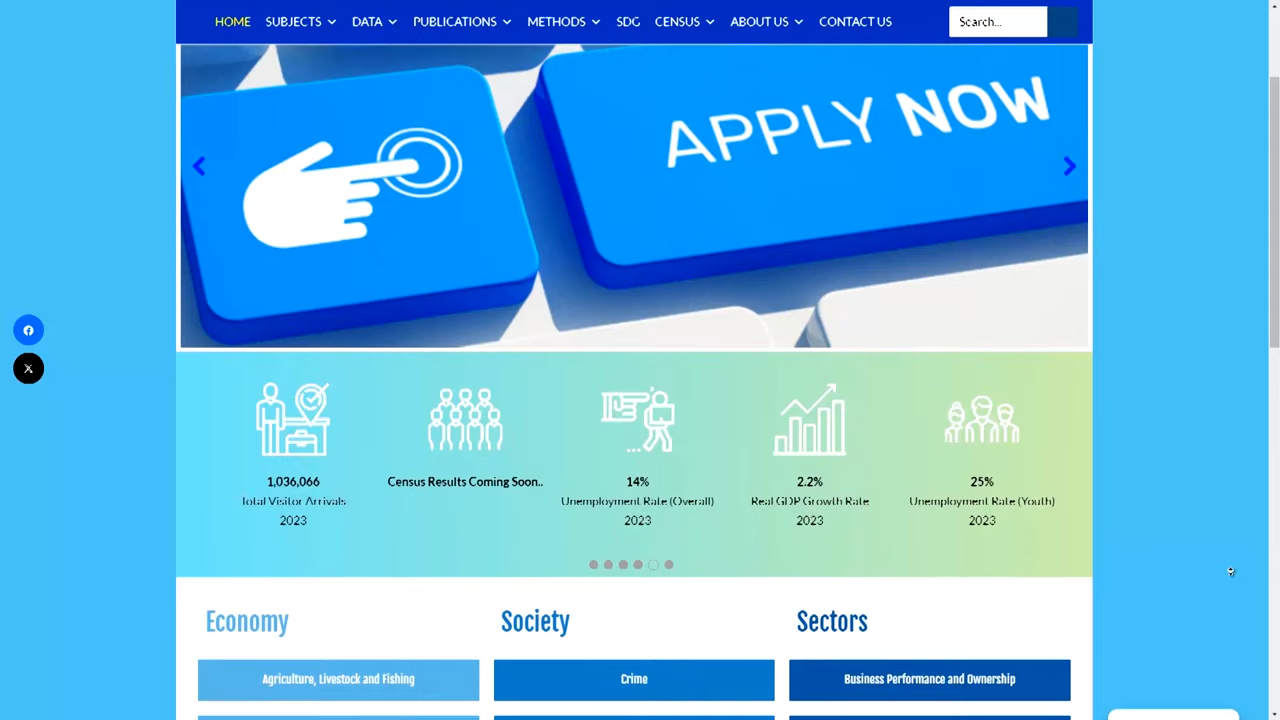 HOME SUBJECTS DATA PUBLICATIONS METHODS SDG CENSUS ABOUT US CONTACT US Search...
APPLY NOW
1,036,066
Total Visitor Arrivals
2023
Census Results Coming Soon..
14%
Unemployment Rate (Overall)
2023
2.2%
Real GDP Growth Rate
2023
25%
Unemployment Rate (Youth)
2023
Economy
Society
Sectors
Agriculture, Livestock and Fishing
Crime
Business Performance and Ownership